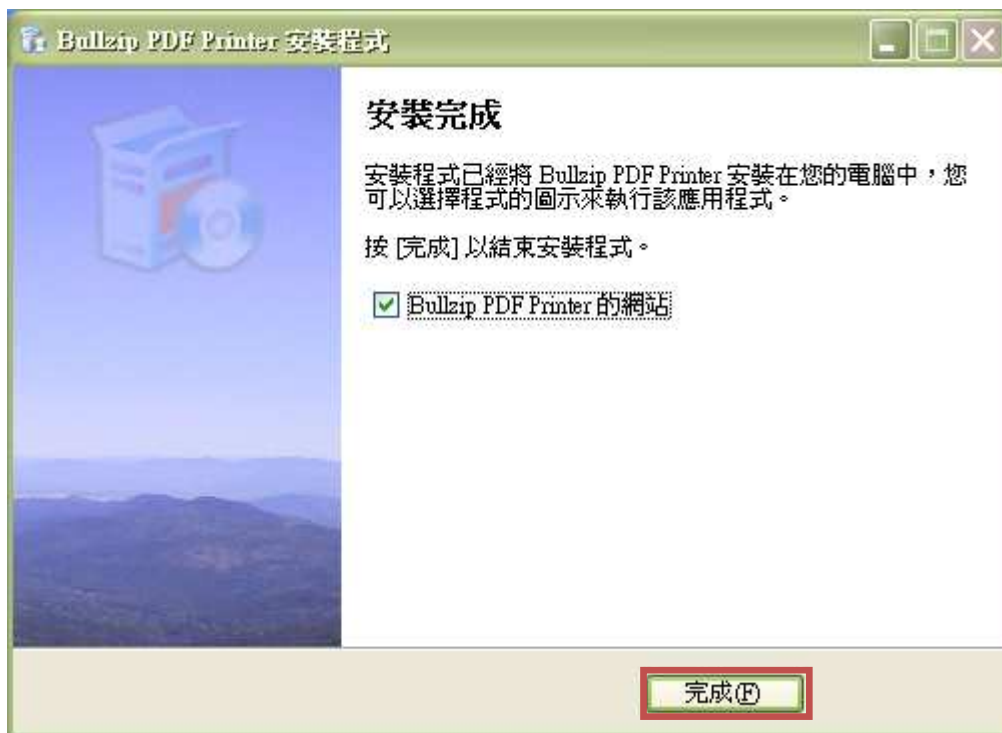 Bullzip PDF Printer 安裝程式
安裝完成
安裝程式已經將 Bullzip PDF Printer 安裝在您的電腦中，您
可以選擇程式的圖示來執行該應用程式。
按 [完成] 以結束安裝程式。
Bullzip PDF Printer 的網站
完成(F)